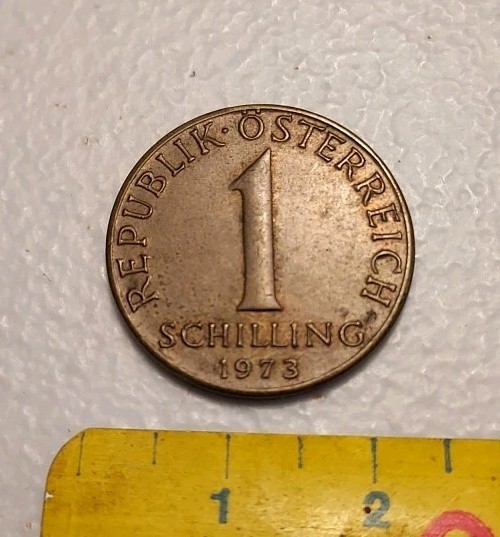 REPUBLIK · ÖSTERREICH
1
SCHILLING
1973
1 2